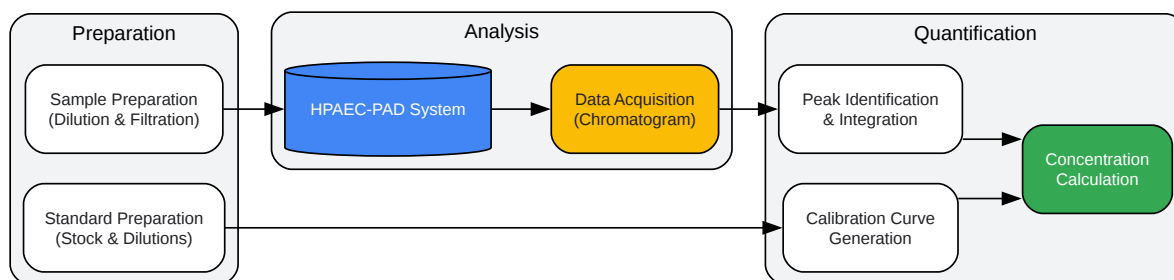 Preparation
Sample Preparation
(Dilution & Filtration)
Standard Preparation
(Stock & Dilutions)
Analysis
HPAEC-PAD System
Data Acquisition
(Chromatogram)
Quantification
Peak Identification
& Integration
Calibration Curve
Generation
Concentration
Calculation